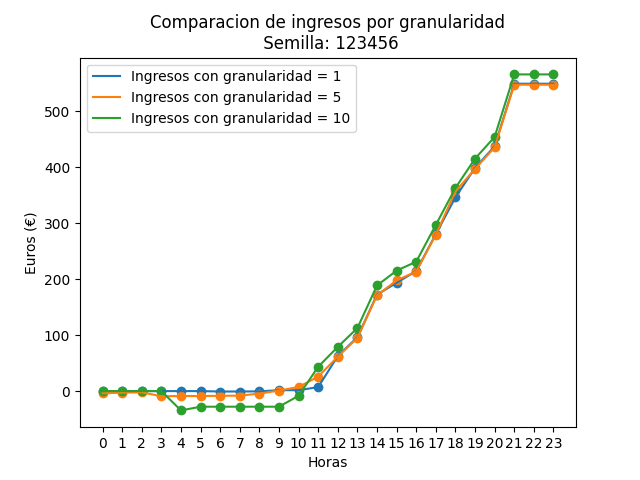 Comparacion de ingresos por granularidad
Semilla: 123456
Ingresos con granularidad = 1
Ingresos con granularidad = 5
Ingresos con granularidad = 10
Euros (€)
500
400
300
200
100
0
0 1 2 3 4 5 6 7 8 9 10 11 12 13 14 15 16 17 18 19 20 21 22 23
Horas